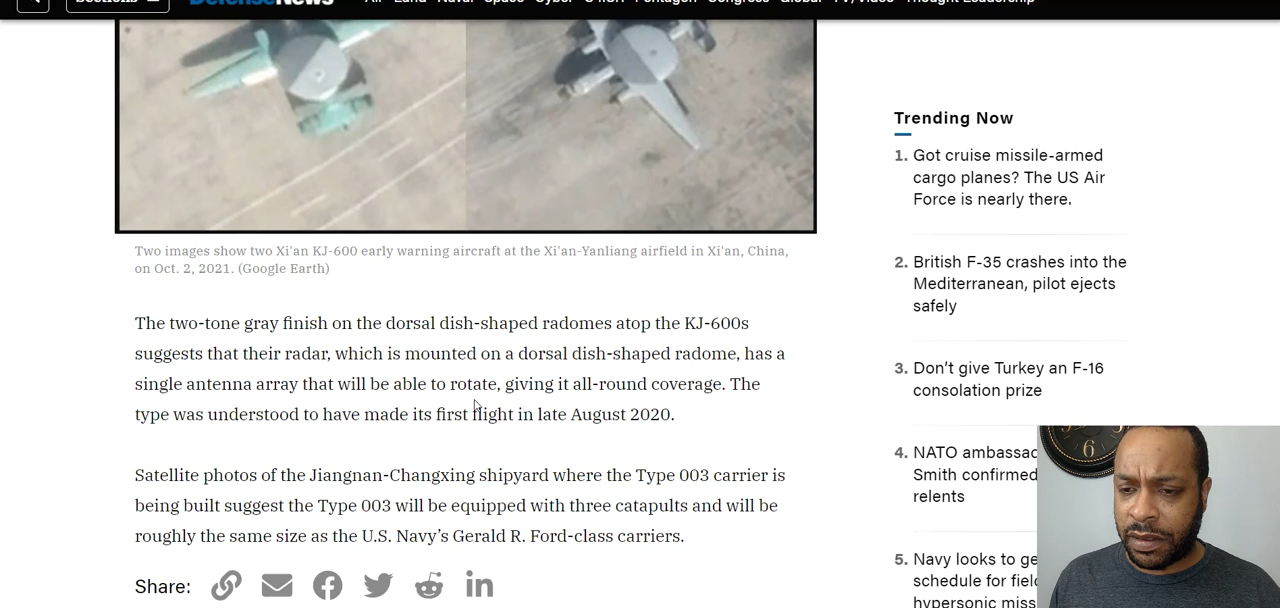 Sections
DefenseNews
All Land Naval Space Cyber C4ISR Pentagon Congress Global TV/Video Thought Leadership
Two images show two Xi'an KJ-600 early warning aircraft at the Xi'an-Yanliang airfield in Xi'an, China,
on Oct. 2, 2021. (Google Earth)
The two-tone gray finish on the dorsal dish-shaped radomes atop the KJ-600s
suggests that their radar, which is mounted on a dorsal dish-shaped radome, has a
single antenna array that will be able to rotate, giving it all-round coverage. The
type was understood to have made its first flight in late August 2020.
Satellite photos of the Jiangnan-Changxing shipyard where the Type 003 carrier is
being built suggest the Type 003 will be equipped with three catapults and will be
roughly the same size as the U.S. Navy’s Gerald R. Ford-class carriers.
Share:
Trending Now
1. Got cruise missile-armed
cargo planes? The US Air
Force is nearly there.
2. British F-35 crashes into the
Mediterranean, pilot ejects
safely
3. Don’t give Turkey an F-16
consolation prize
4. NATO ambassad
Smith confirmed
relents
5. Navy looks to ge
schedule for fiel
hypersonic miss
6